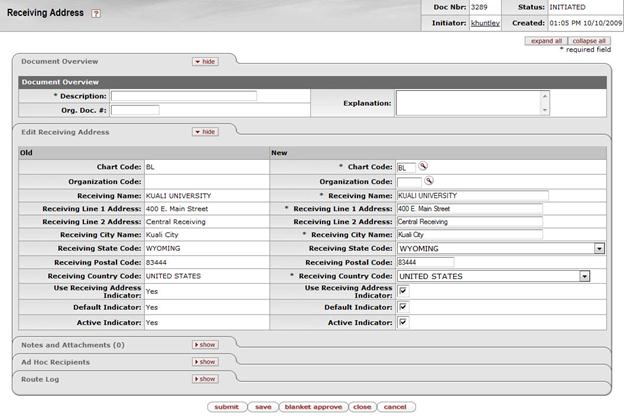 Receiving Address ?
Doc Nbr: 3289 Status: INITIATED
Initiator: khuntley Created: 01:05 PM 10/10/2009
expand all collapse all
* required field
Document Overview hide
Document Overview
* Description: Explanation:
Org. Doc. #:
Edit Receiving Address hide
Old New
Chart Code: BL * Chart Code: BL
Organization Code: Organization Code:
Receiving Name: KUALI UNIVERSITY * Receiving Name: KUALI UNIVERSITY
Receiving Line 1 Address: 400 E. Main Street * Receiving Line 1 Address: 400 E. Main Street
Receiving Line 2 Address: Central Receiving Receiving Line 2 Address: Central Receiving
Receiving City Name: Kuali City * Receiving City Name: Kuali City
Receiving State Code: WYOMING Receiving State Code: WYOMING
Receiving Postal Code: 83444 Receiving Postal Code: 83444
Receiving Country Code: UNITED STATES * Receiving Country Code: UNITED STATES
Use Receiving Address Indicator: Yes Use Receiving Address Indicator:
Default Indicator: Yes Default Indicator:
Active Indicator: Yes Active Indicator:
Notes and Attachments (0) show
Ad Hoc Recipients show
Route Log show
submit save blanket approve close cancel